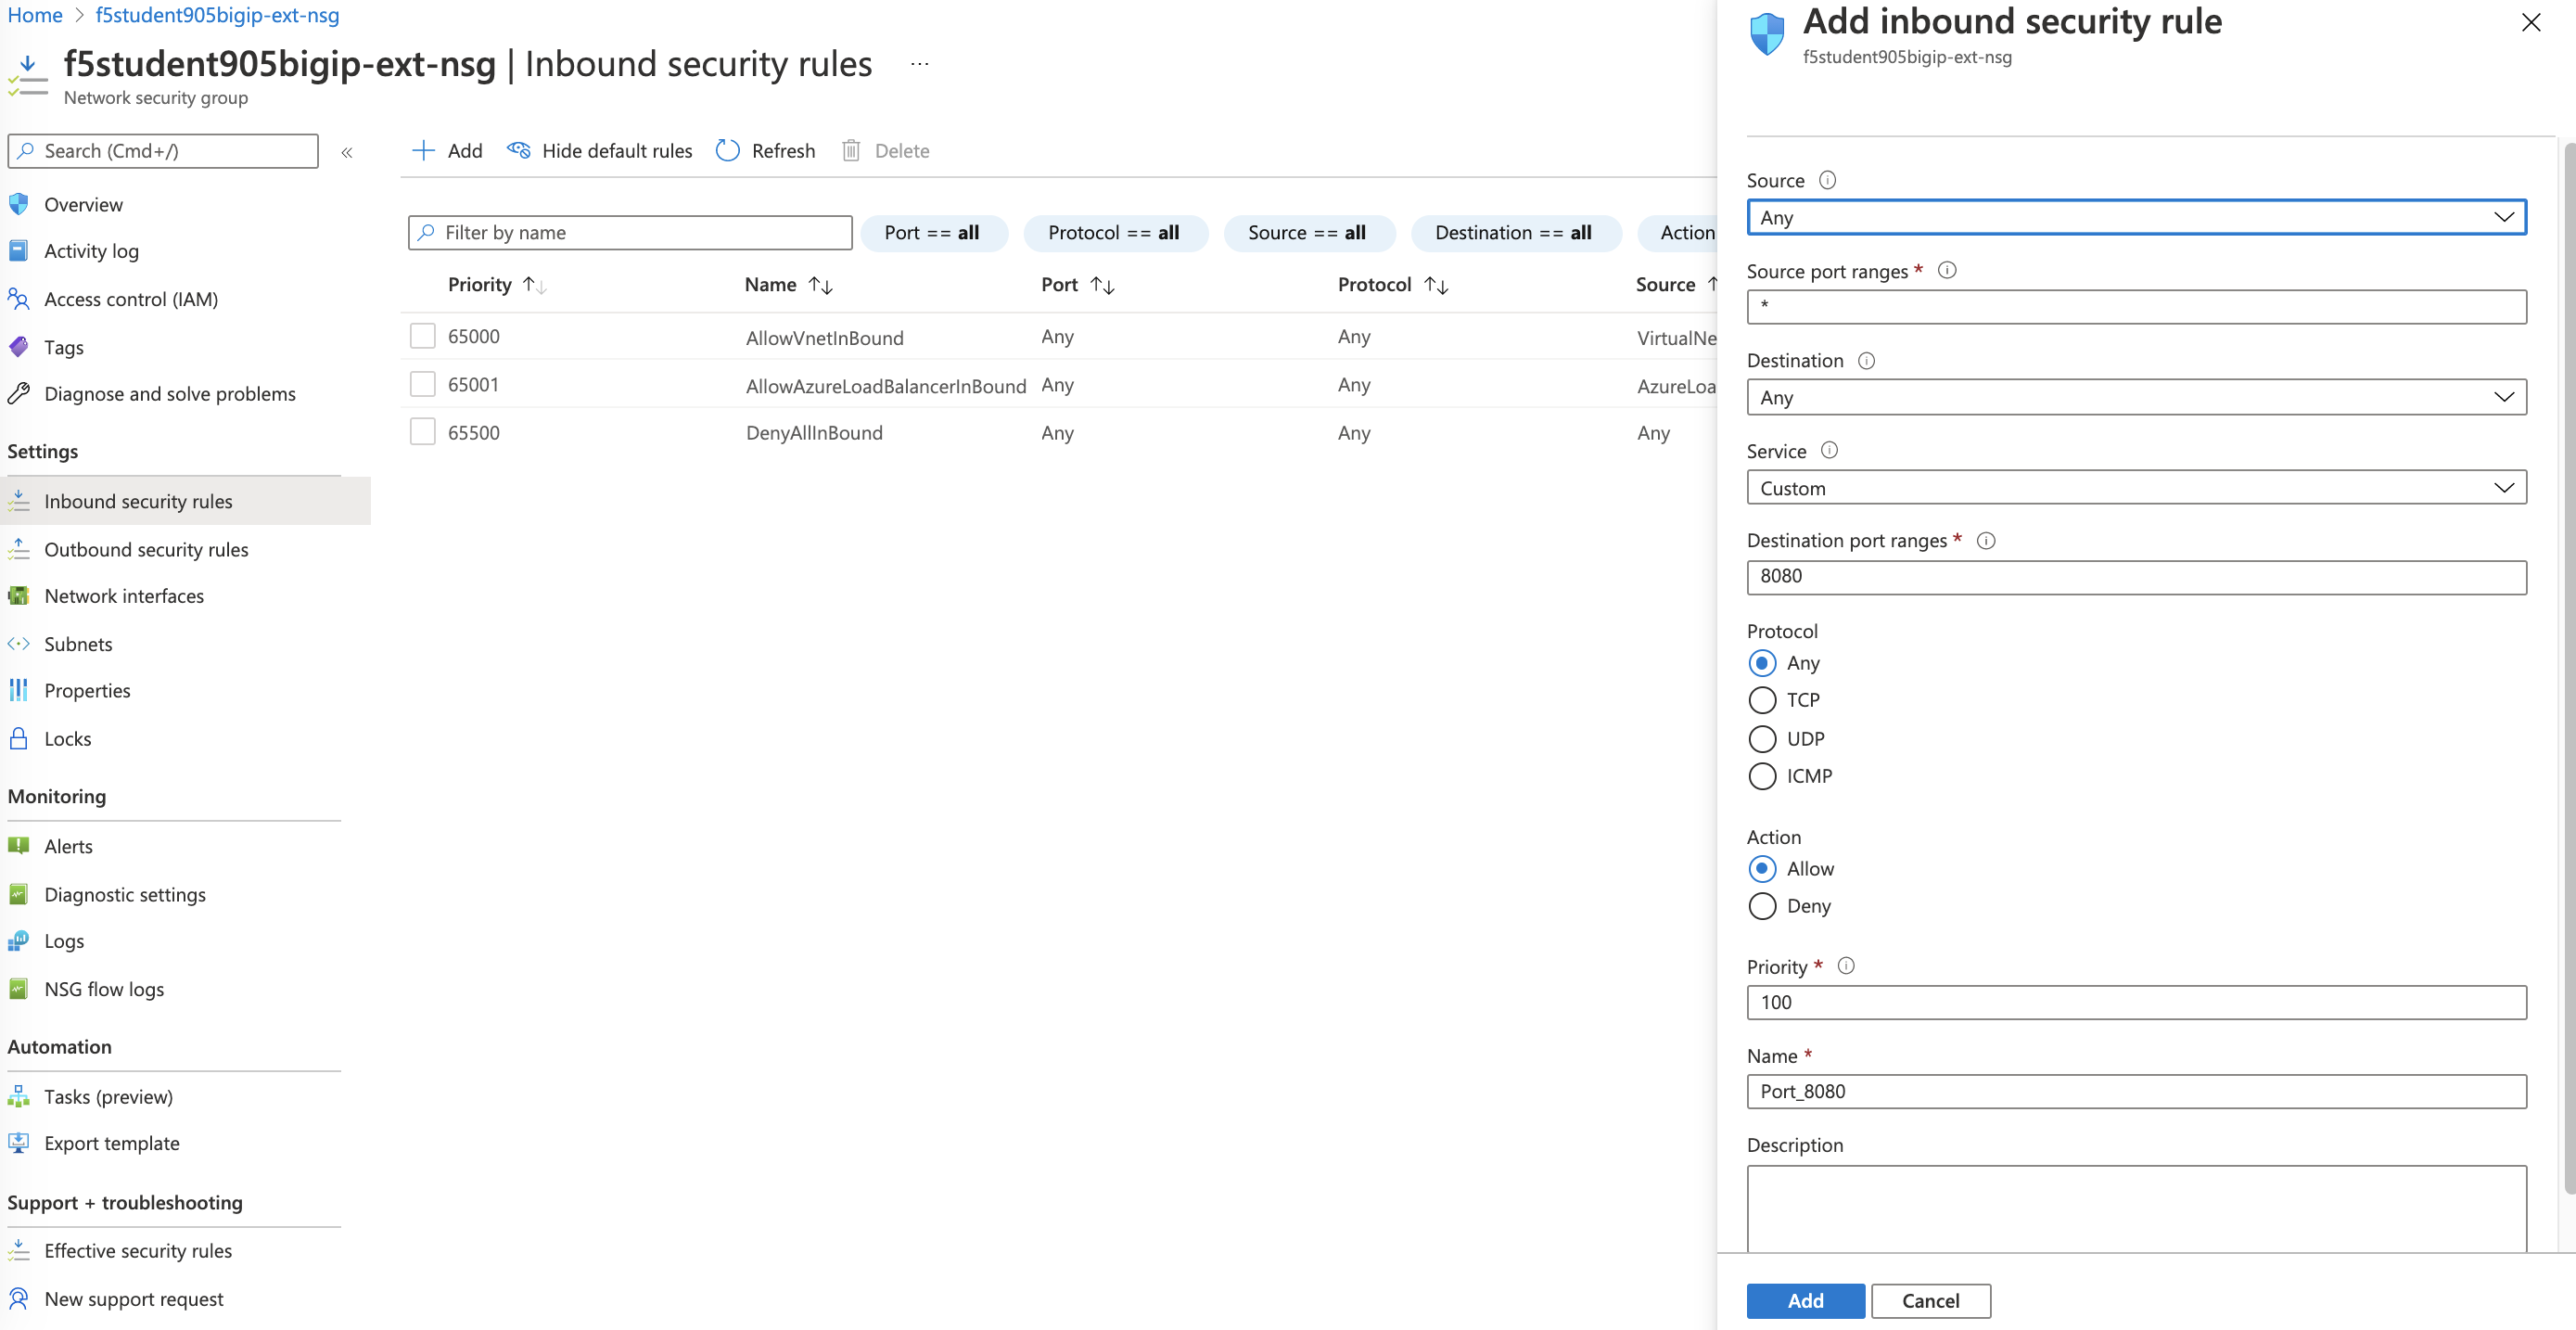 Home > f5student905bigip-ext-nsg
f5student905bigip-ext-nsg | Inbound security rules ...
Network security group
Search (Cmd+/)
«
Overview
Activity log
Access control (IAM)
Tags
Diagnose and solve problems
Settings
Inbound security rules
Outbound security rules
Network interfaces
Subnets
Properties
Locks
Monitoring
Alerts
Diagnostic settings
Logs
NSG flow logs
Automation
Tasks (preview)
Export template
Support + troubleshooting
Effective security rules
New support request
Add Hide default rules Refresh Delete
Filter by name Port == all Protocol == all Source == all Destination == all Action
Priority ↑↓ Name ↑↓ Port ↑↓ Protocol ↑↓ Source ↑
65000 AllowVnetInBound Any Any VirtualNe
65001 AllowAzureLoadBalancerInBound Any Any AzureLoa
65500 DenyAllInBound Any Any Any
Add inbound security rule
f5student905bigip-ext-nsg
Source
Any
Source port ranges *
*
Destination
Any
Service
Custom
Destination port ranges *
8080
Protocol
Any
TCP
UDP
ICMP
Action
Allow
Deny
Priority *
100
Name *
Port_8080
Description
Add Cancel